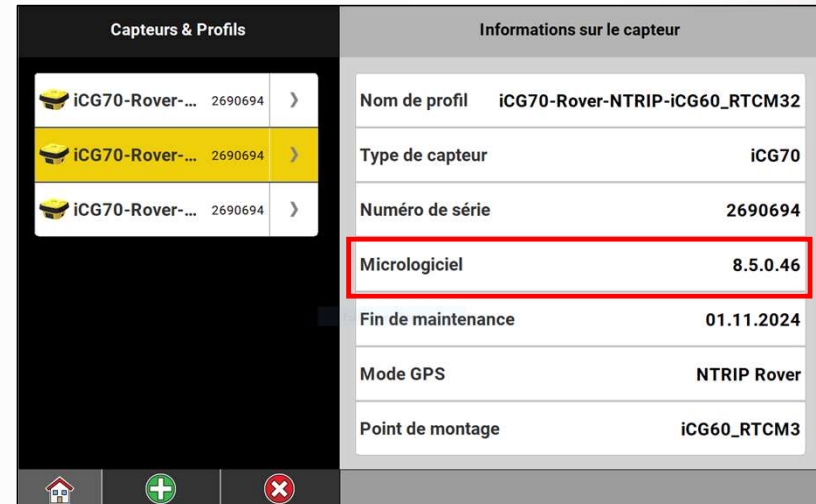 Capteurs & Profils
iCG70-Rover-... 2690694
iCG70-Rover-... 2690694
iCG70-Rover-... 2690694
Informations sur le capteur
Nom de profil iCG70-Rover-NTRIP-iCG60_RTCM32
Type de capteur iCG70
Numéro de série 2690694
Micrologiciel 8.5.0.46
Fin de maintenance 01.11.2024
Mode GPS NTRIP Rover
Point de montage iCG60_RTCM3